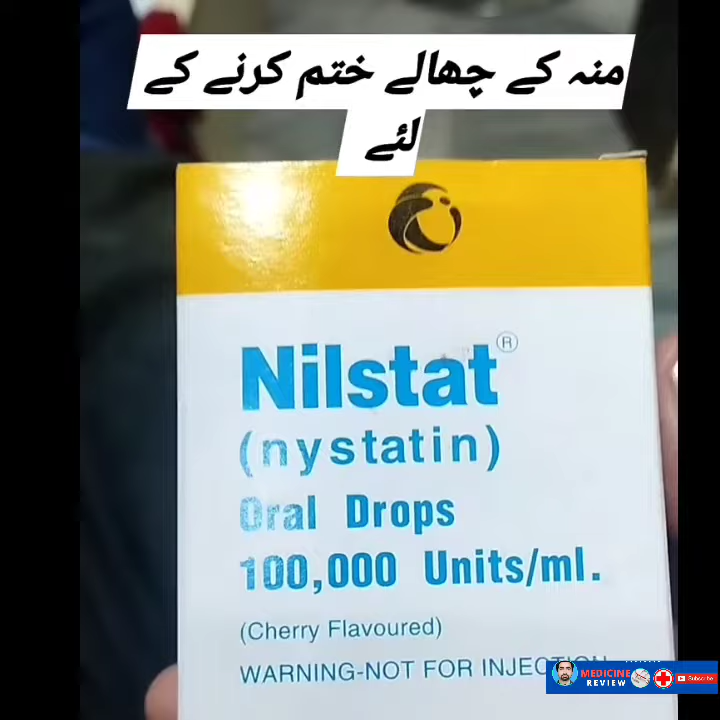 منہ کے چھالے ختم کرنے کے
لئے
Nilstat®
(nystatin)
Oral Drops
100,000 Units/ml.
(Cherry Flavoured)
WARNING-NOT FOR
MEDICINE
REVIEW
Subscribe